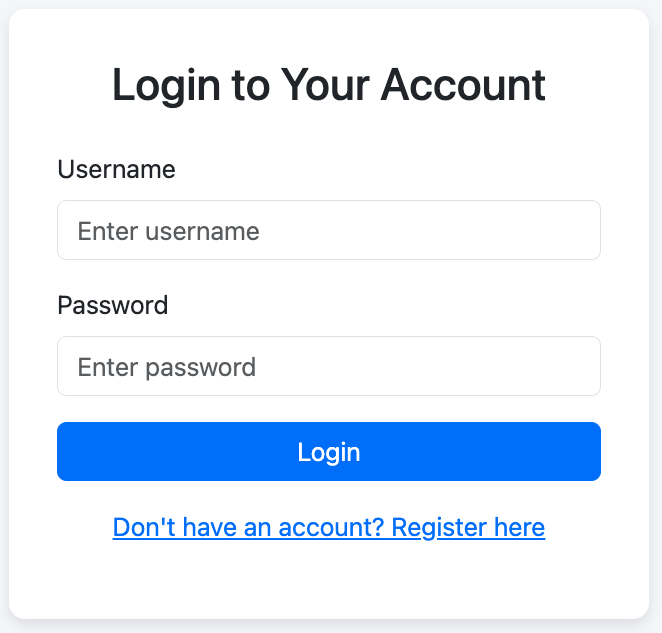 Login to Your Account
Username
Enter username
Password
Enter password
Login
Don't have an account? Register here